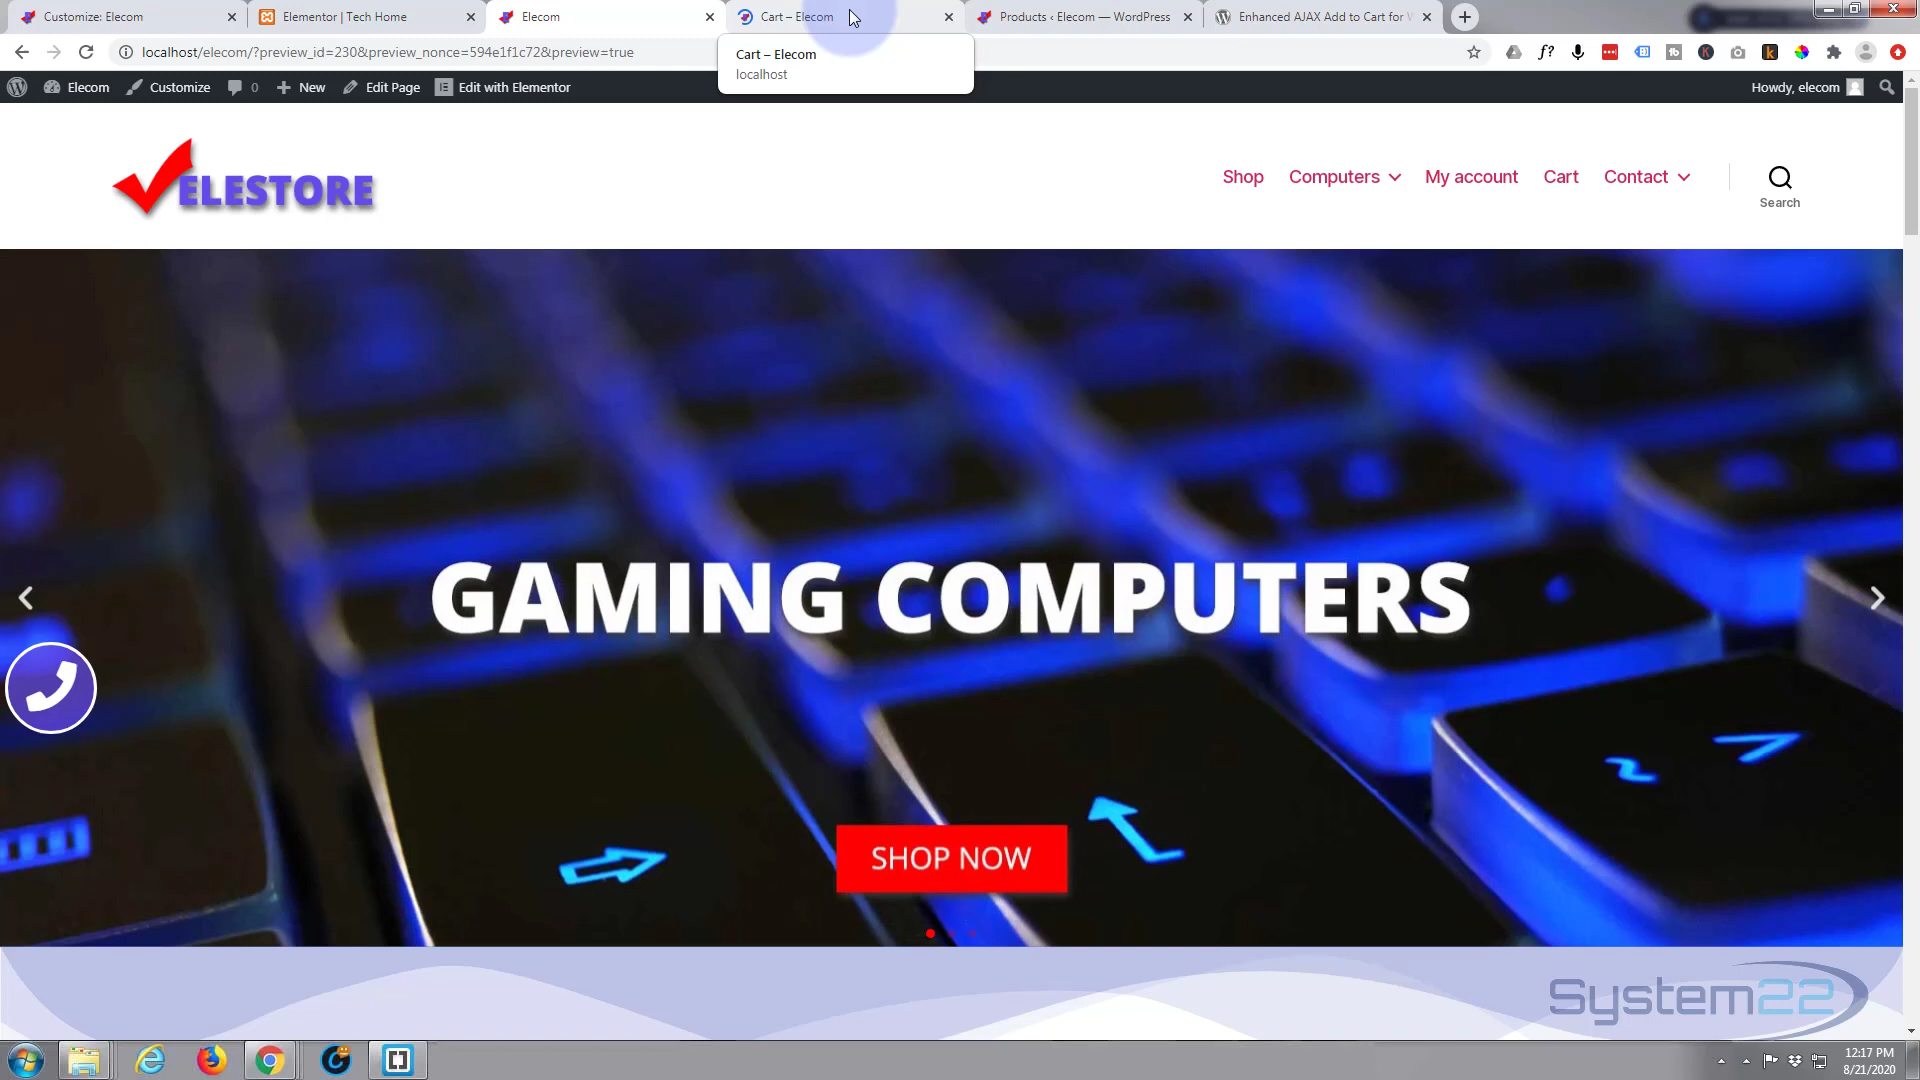 Customize: Elecom
Elementor | Tech Home
Elecom
Cart – Elecom
Products ‹ Elecom — WordPress
Enhanced AJAX Add to Cart for
localhost/elecom/?preview_id=230&preview_nonce=594e1f1c72&preview=true
Cart – Elecom
localhost
Elecom
Customize
0
New
Edit Page
Edit with Elementor
Howdy, elecom
ELESTORE
Shop
Computers
My account
Cart
Contact
Search
GAMING COMPUTERS
SHOP NOW
System22
12:17 PM
8/21/2020